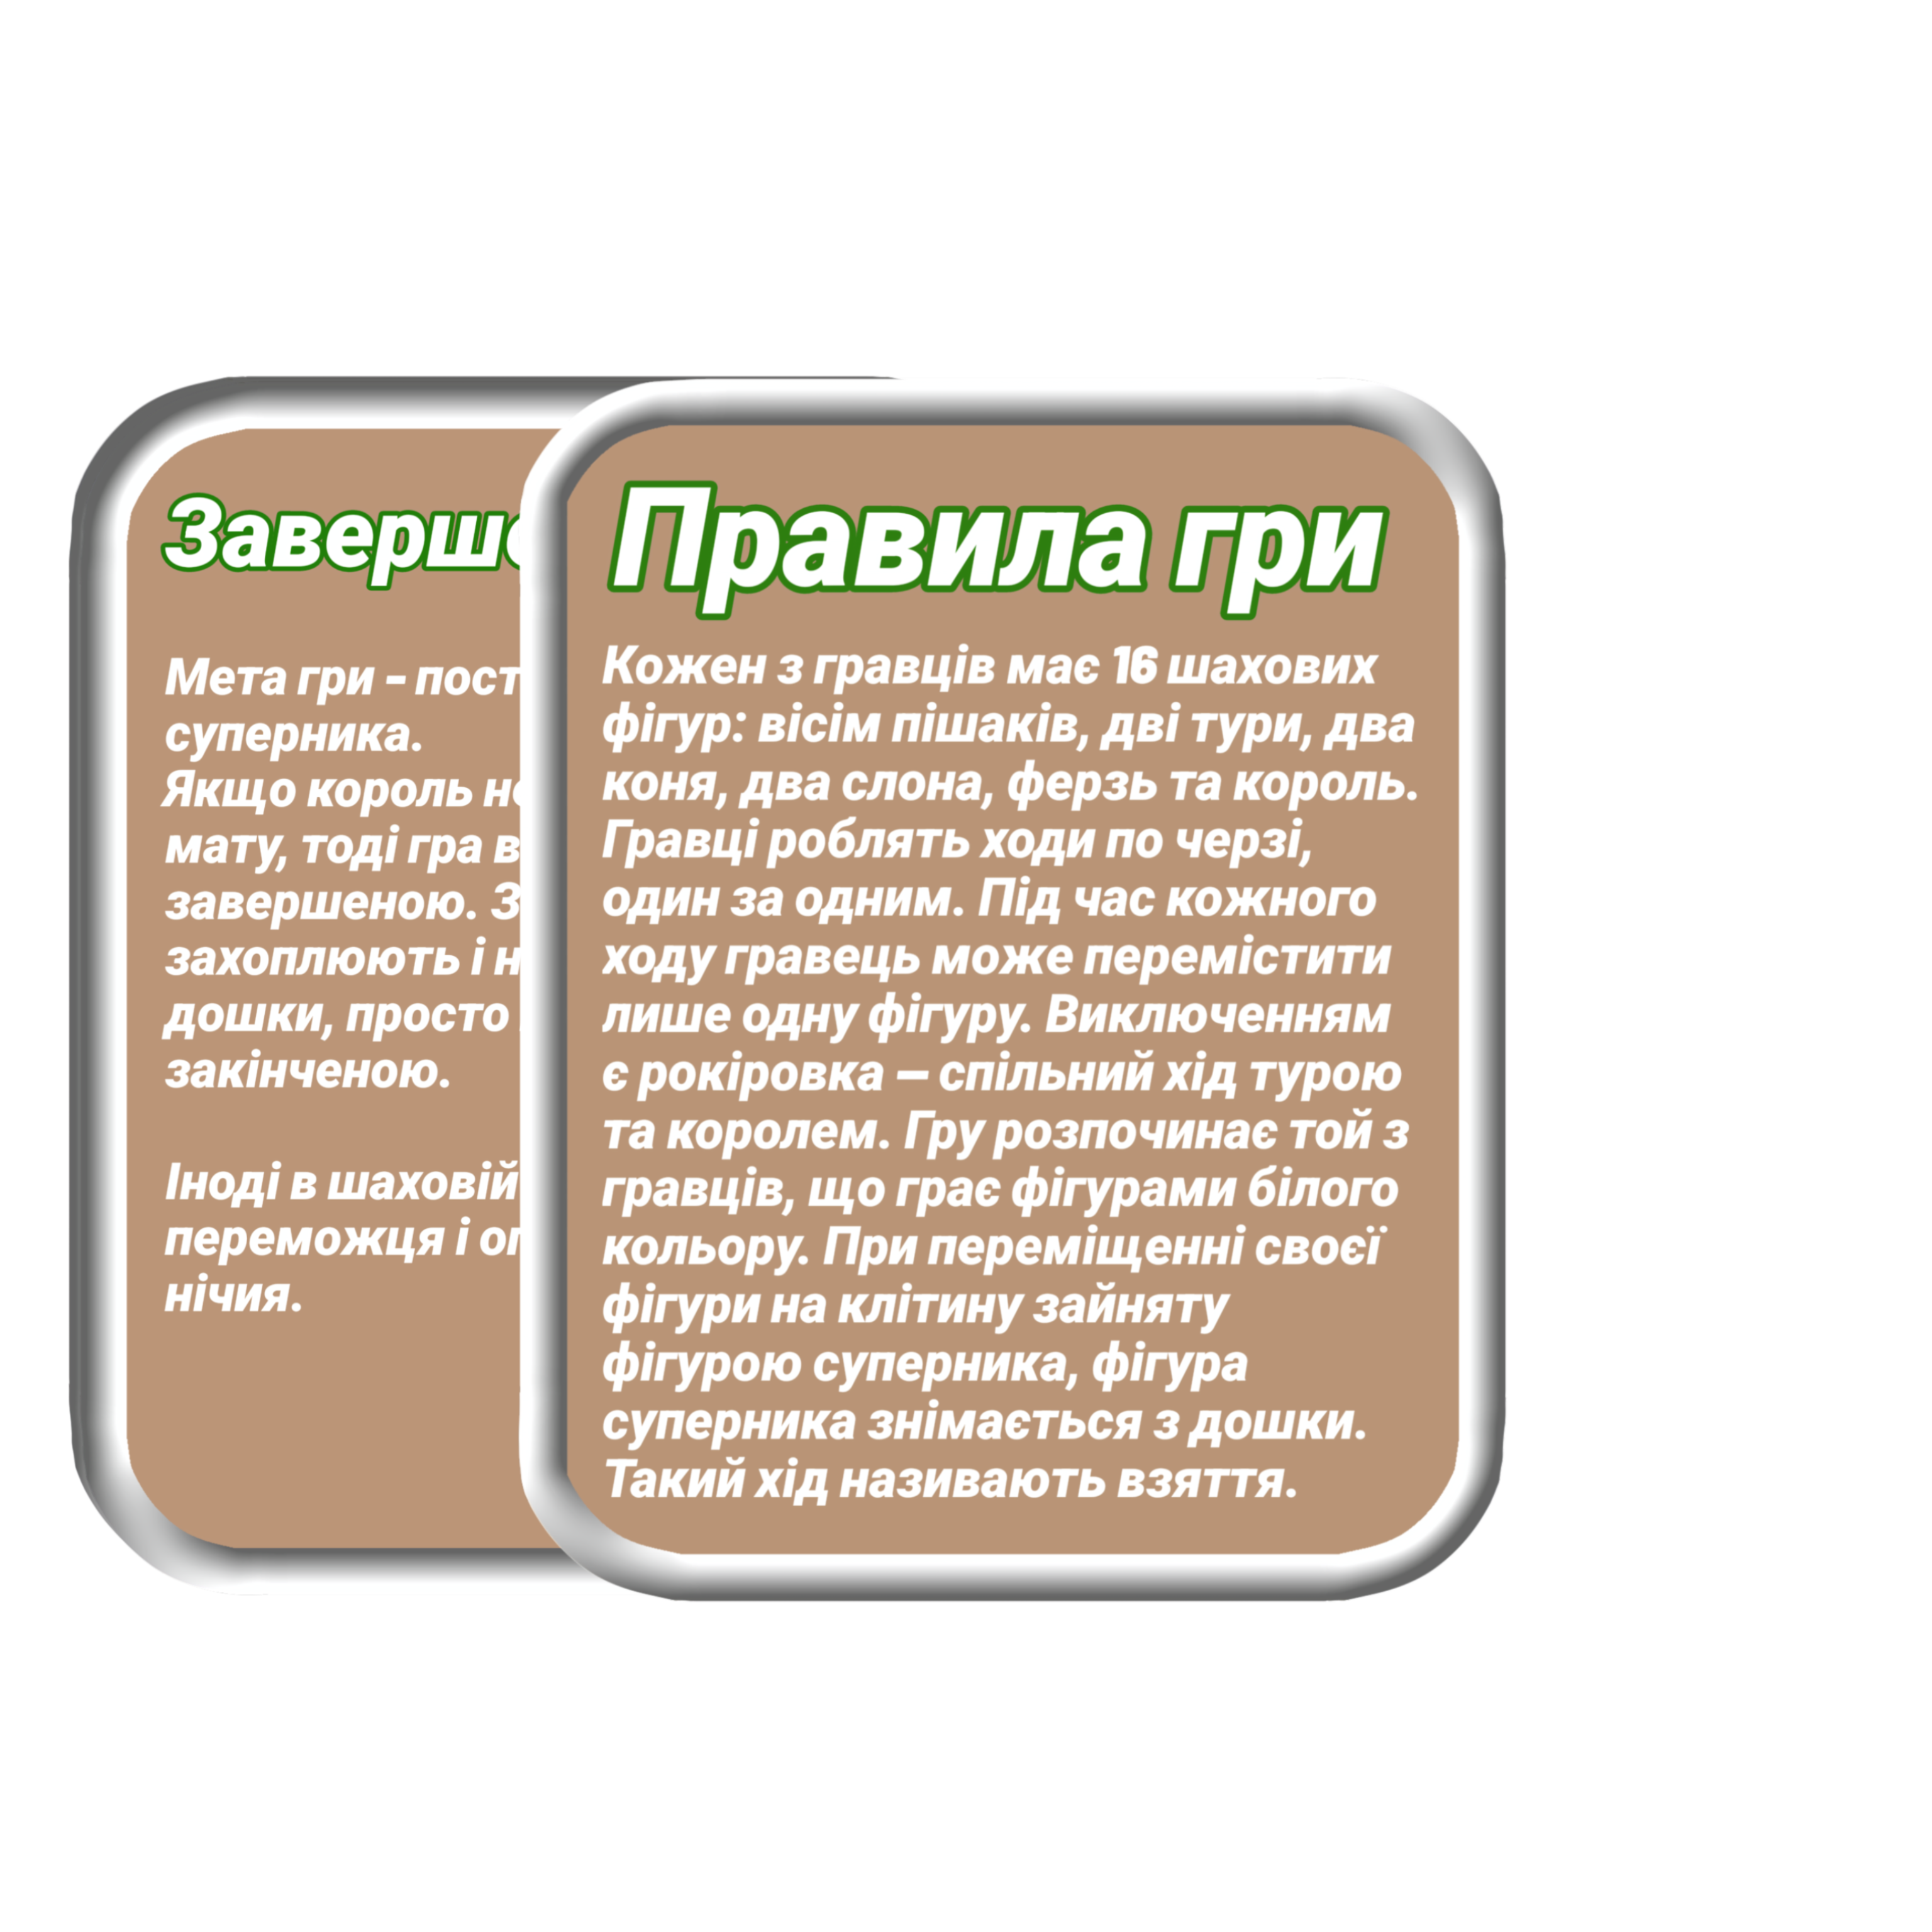 Мета гри -
суперника.
Якщо король
мату, тоді гра
завершеною.
захоплюють і
дошки, просто
закінченою.
Іноді в шаховій
переможця і
нічия.
Правила гри
Кожен з гравців має 16 шахових
фігур: вісім пішаків, дві тури, два
коня, два слона, ферзь та король.
Гравці роблять ходи по черзі,
один за одним. Під час кожного
ходу гравець може перемістити
лише одну фігуру. Виключенням
є рокіровка — спільний хід турою
та королем. Гру розпочинає той з
гравців, що грає фігурами білого
кольору. При переміщенні своєї
фігури на клітину зайняту
фігурою суперника, фігура
суперника знімається з дошки.
Такий хід називають взяття.